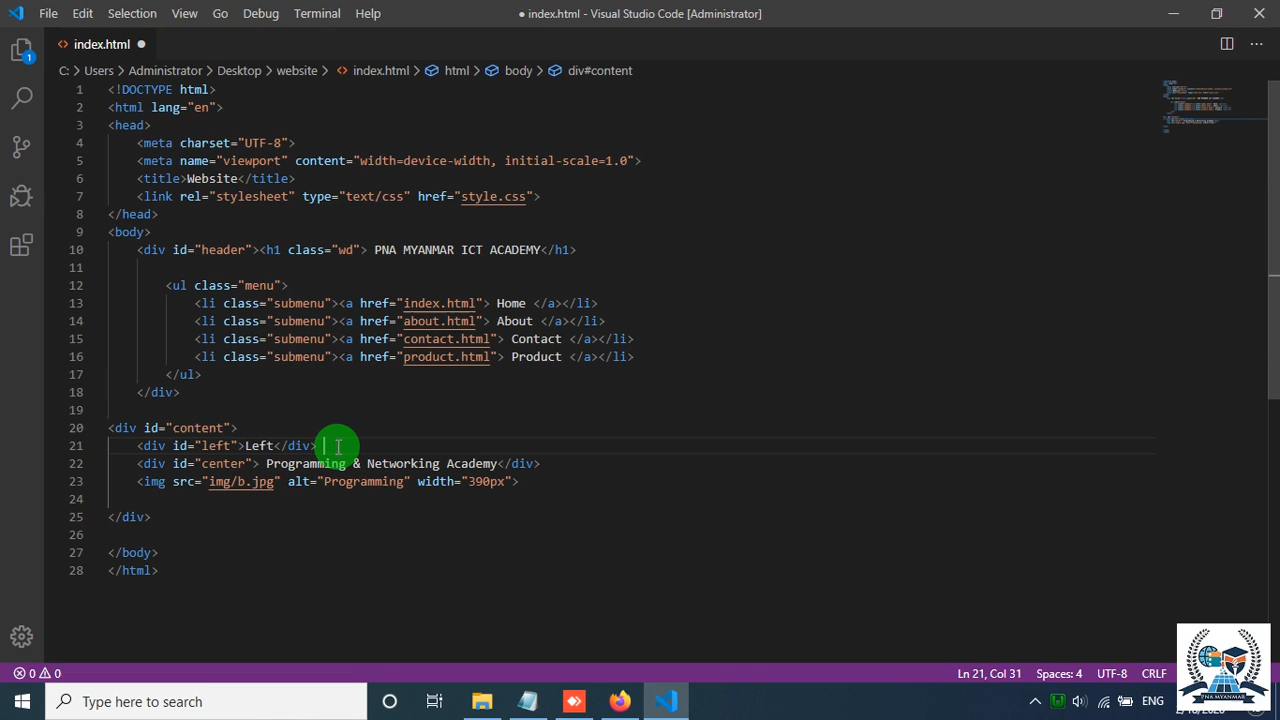 File Edit Selection View Go Debug Terminal Help
● index.html - Visual Studio Code [Administrator]
index.html
1
C: > Users > Administrator > Desktop > website > index.html > html > body > div#content
1 <!DOCTYPE html>
2 <html lang="en">
3 <head>
4 <meta charset="UTF-8">
5 <meta name="viewport" content="width=device-width, initial-scale=1.0">
6 <title>Website</title>
7 <link rel="stylesheet" type="text/css" href="style.css">
8 </head>
9 <body>
10 <div id="header"><h1 class="wd"> PNA MYANMAR ICT ACADEMY</h1>
11
12 <ul class="menu">
13 <li class="submenu"><a href="index.html"> Home </a></li>
14 <li class="submenu"><a href="about.html"> About </a></li>
15 <li class="submenu"><a href="contact.html"> Contact </a></li>
16 <li class="submenu"><a href="product.html"> Product </a></li>
17 </ul>
18 </div>
19
20 <div id="content">
21 <div id="left">Left</div>
22 <div id="center"> Programming & Networking Academy</div>
23 <img src="img/b.jpg" alt="Programming" width="390px">
24
25 </div>
26
27 </body>
28 </html>
0 0
Ln 21, Col 31 Spaces: 4 UTF-8 CRLF
PNA MYANMAR
Type here to search
ENG